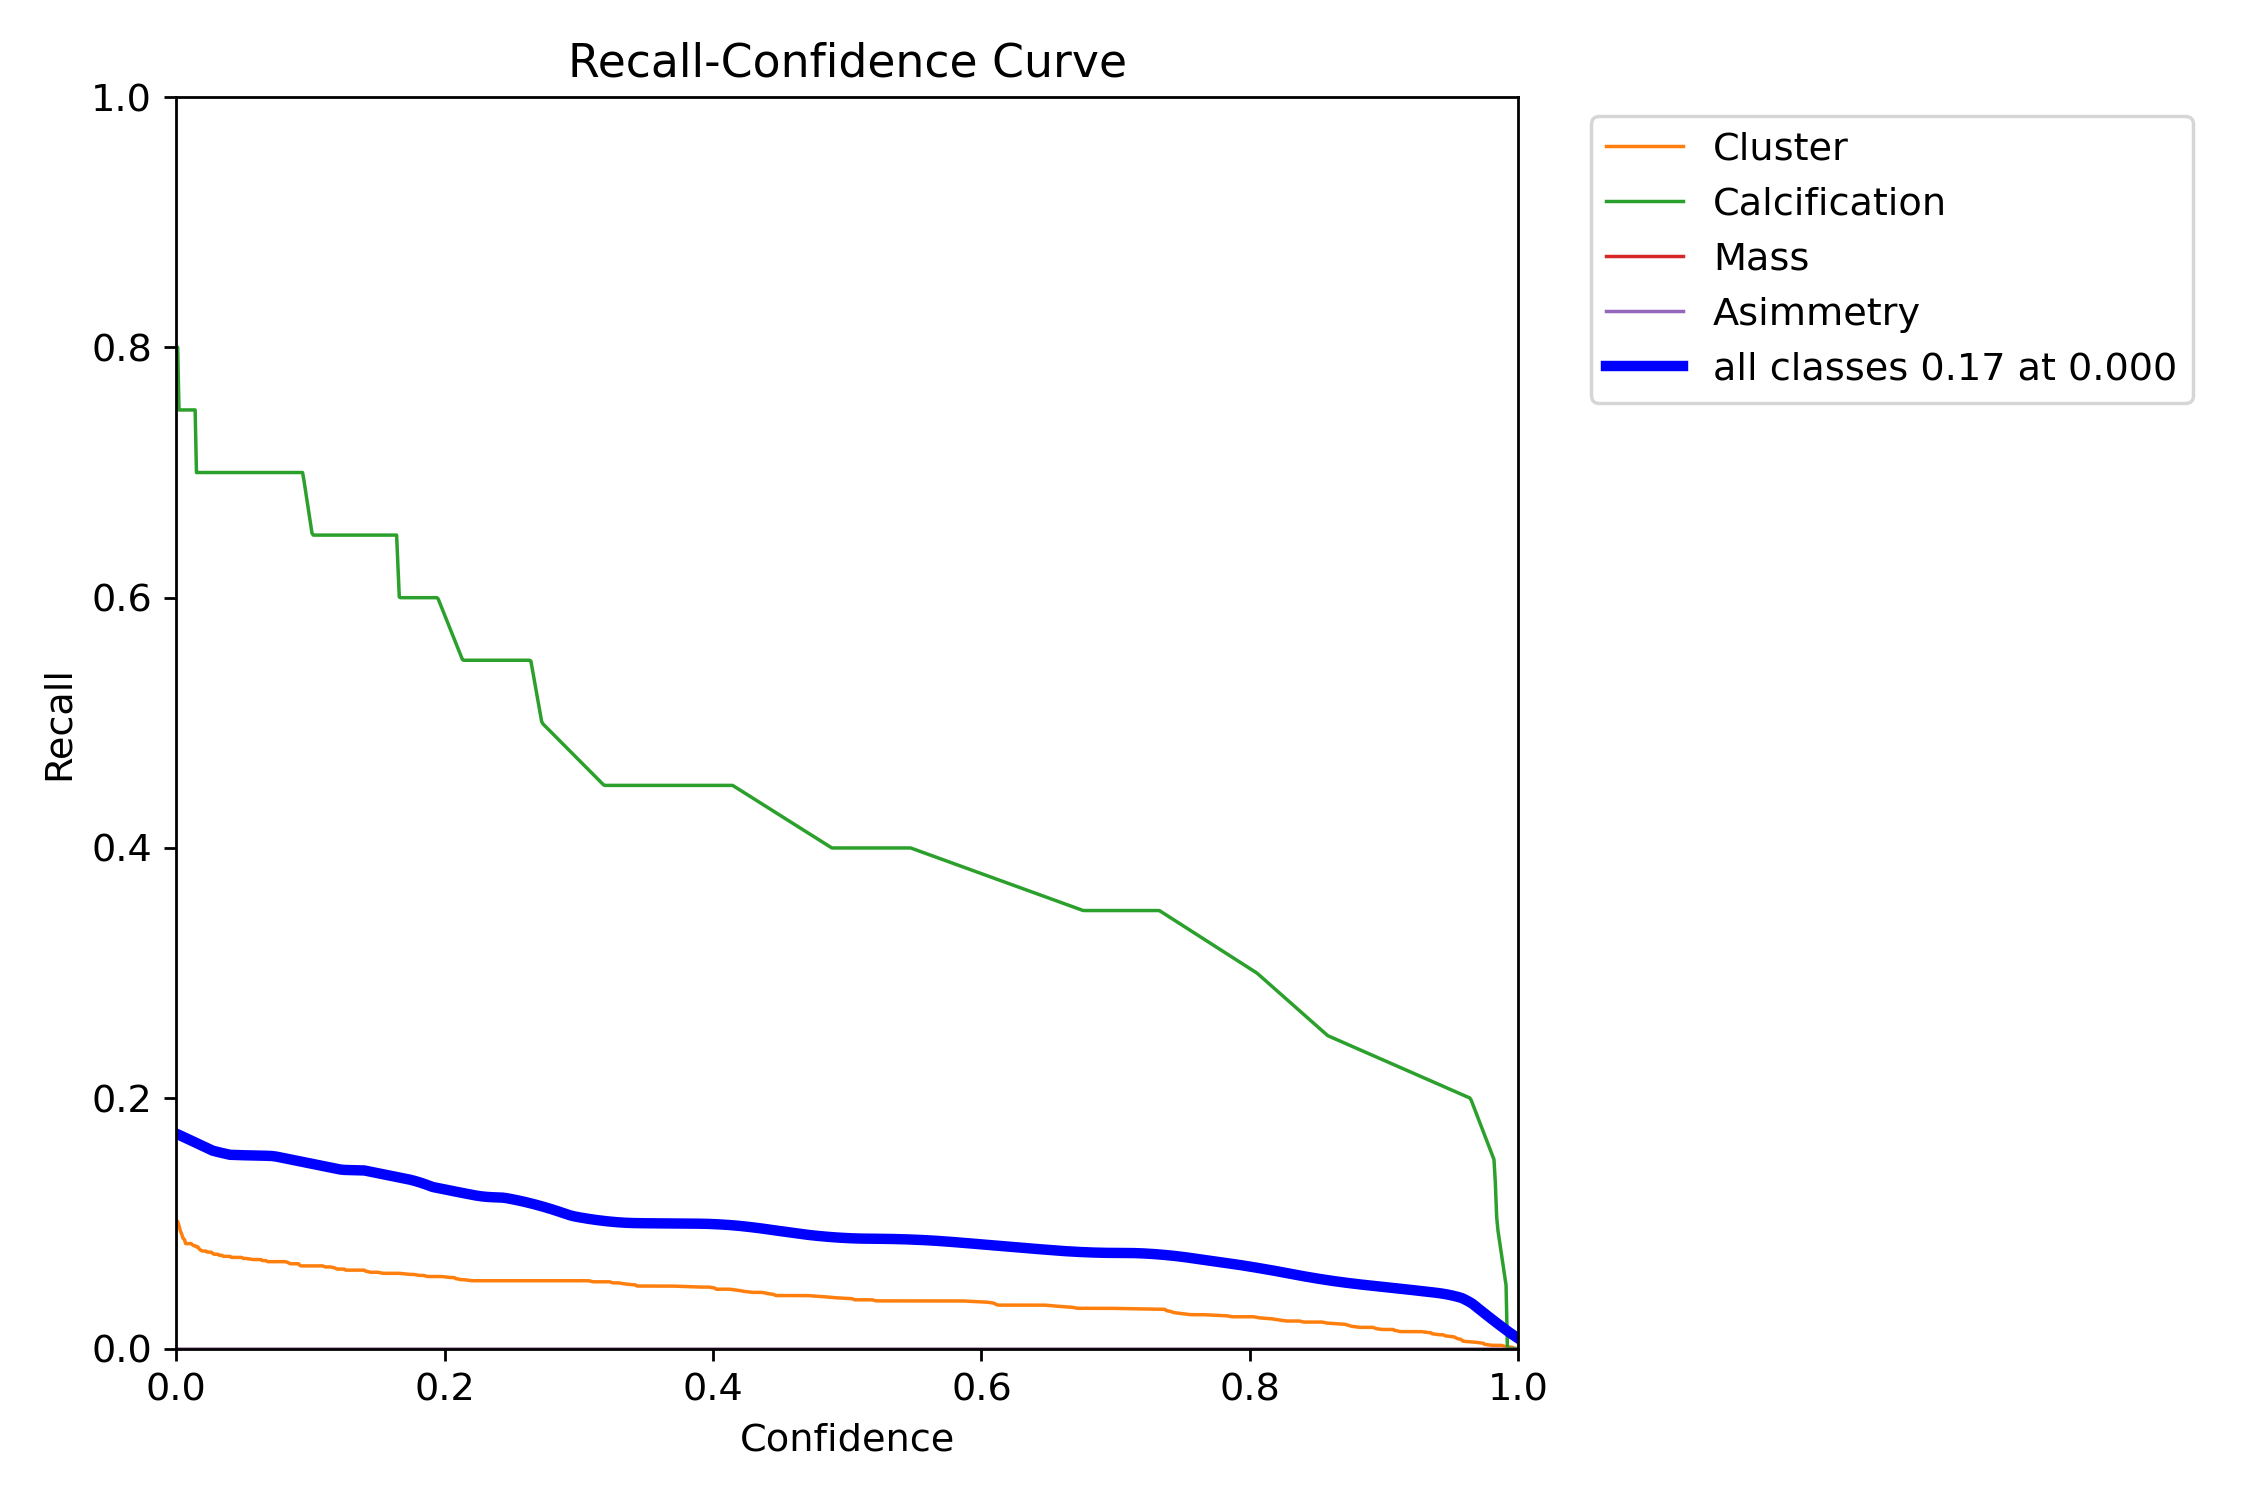 Recall-Confidence Curve
1.0
0.8
0.6
0.4
0.2
0.0
Recall
0.0 0.2 0.4 0.6 0.8 1.0
Confidence
Cluster
Calcification
Mass
Asimmetry
all classes 0.17 at 0.000